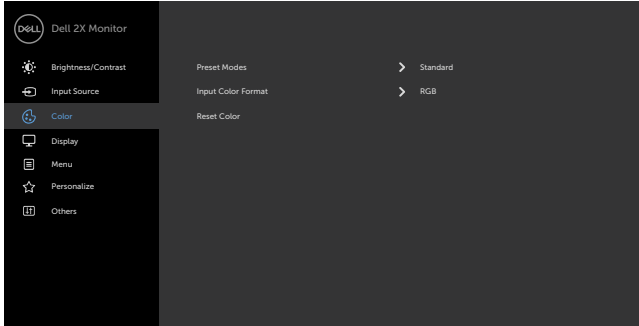 DELL Dell 2X Monitor
Brightness/Contrast Preset Modes Standard
Input Source Input Color Format RGB
Color Reset Color
Display
Menu
Personalize
Others